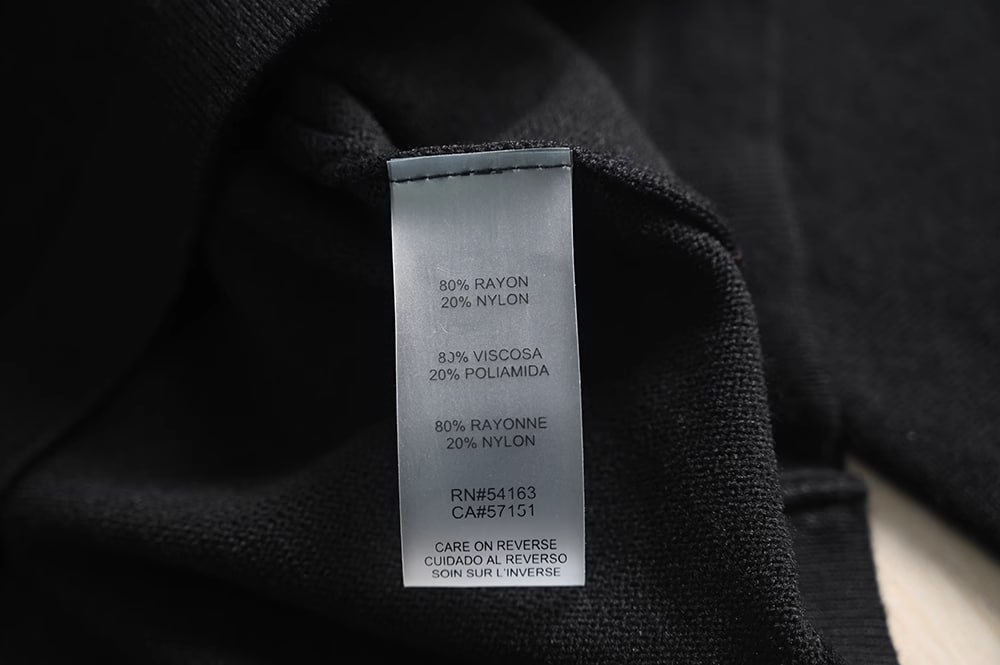 80% RAYON
20% NYLON
80% VISCOSA
20% POLIAMIDA
80% RAYONNE
20% NYLON
RN#54163
CA#57151
CARE ON REVERSE
CUIDADO AL REVERSO
SOIN SUR L'INVERSE